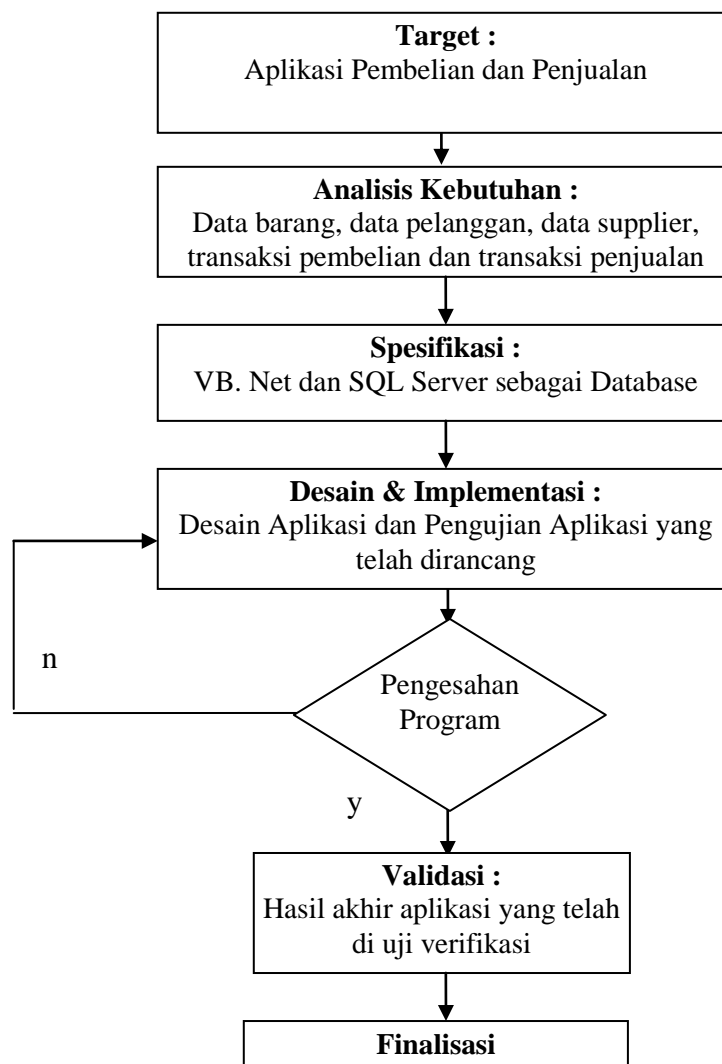 Target :
Aplikasi Pembelian dan Penjualan
Analisis Kebutuhan :
Data barang, data pelanggan, data supplier,
transaksi pembelian dan transaksi penjualan
Spesifikasi :
VB. Net dan SQL Server sebagai Database
Desain & Implementasi :
Desain Aplikasi dan Pengujian Aplikasi yang
telah dirancang
n
Pengesahan
Program
y
Validasi :
Hasil akhir aplikasi yang telah
di uji verifikasi
Finalisasi